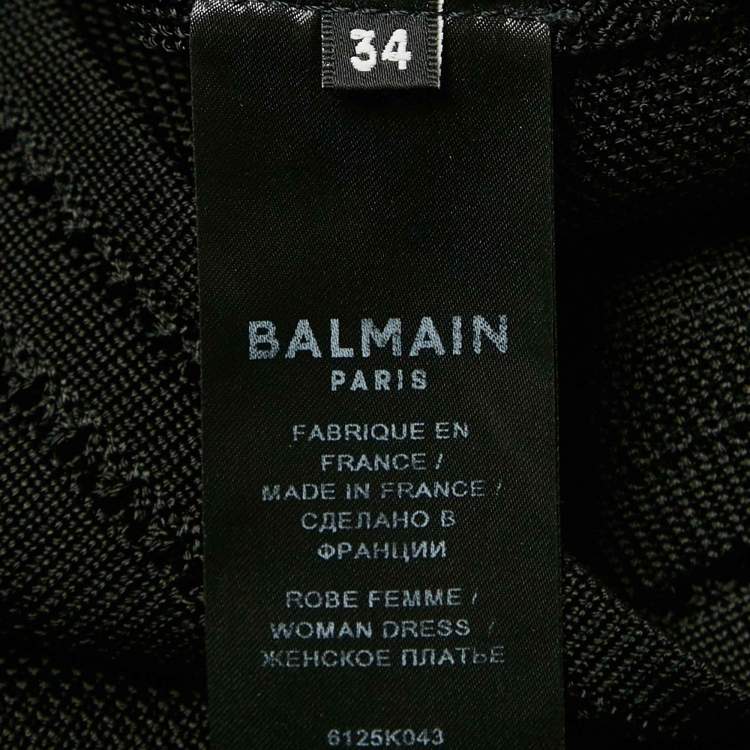 34
BALMAIN
PARIS
FABRIQUE EN
FRANCE /
MADE IN FRANCE /
СДЕЛАНО В
ФРАНЦИИ
ROBE FEMME /
WOMAN DRESS /
ЖЕНСКОЕ ПЛАТЬЕ
6125K043